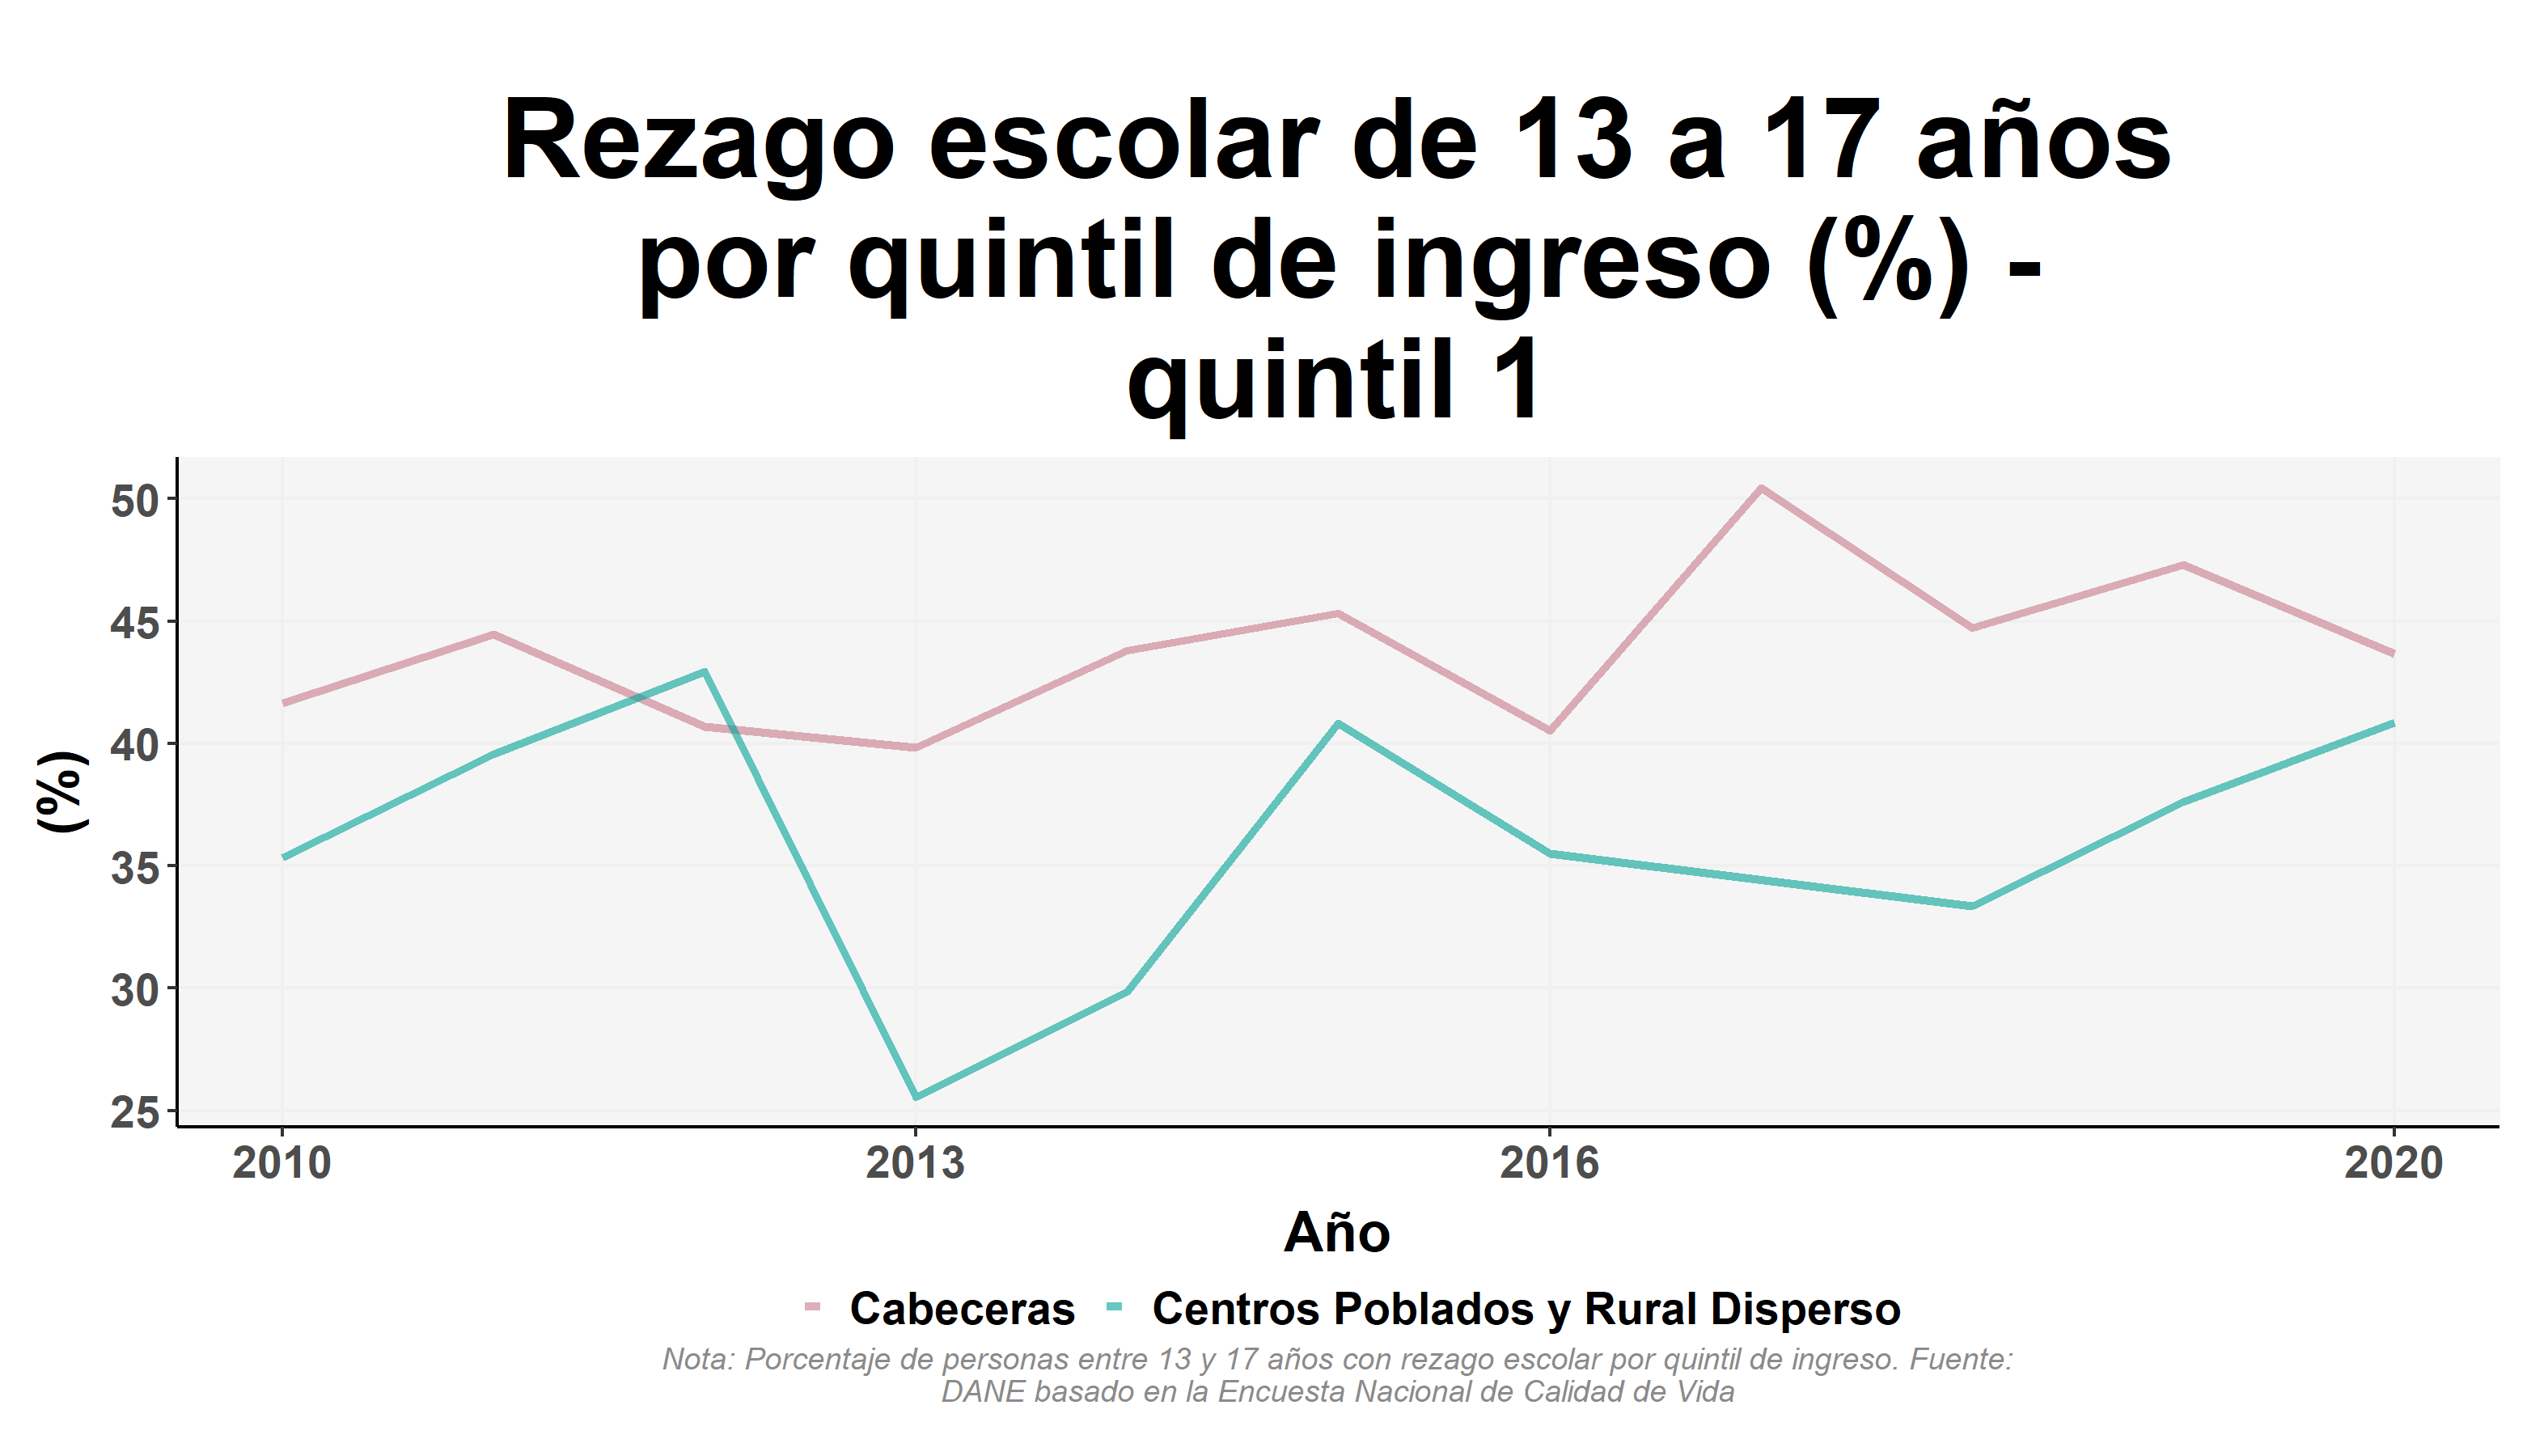 Rezago escolar de 13 a 17 años
por quintil de ingreso (%) -
quintil 1
50
45
40
35
30
25
(%)
2010 2013 2016 2020
Año
Cabeceras Centros Poblados y Rural Disperso
Nota: Porcentaje de personas entre 13 y 17 años con rezago escolar por quintil de ingreso. Fuente:
DANE basado en la Encuesta Nacional de Calidad de Vida